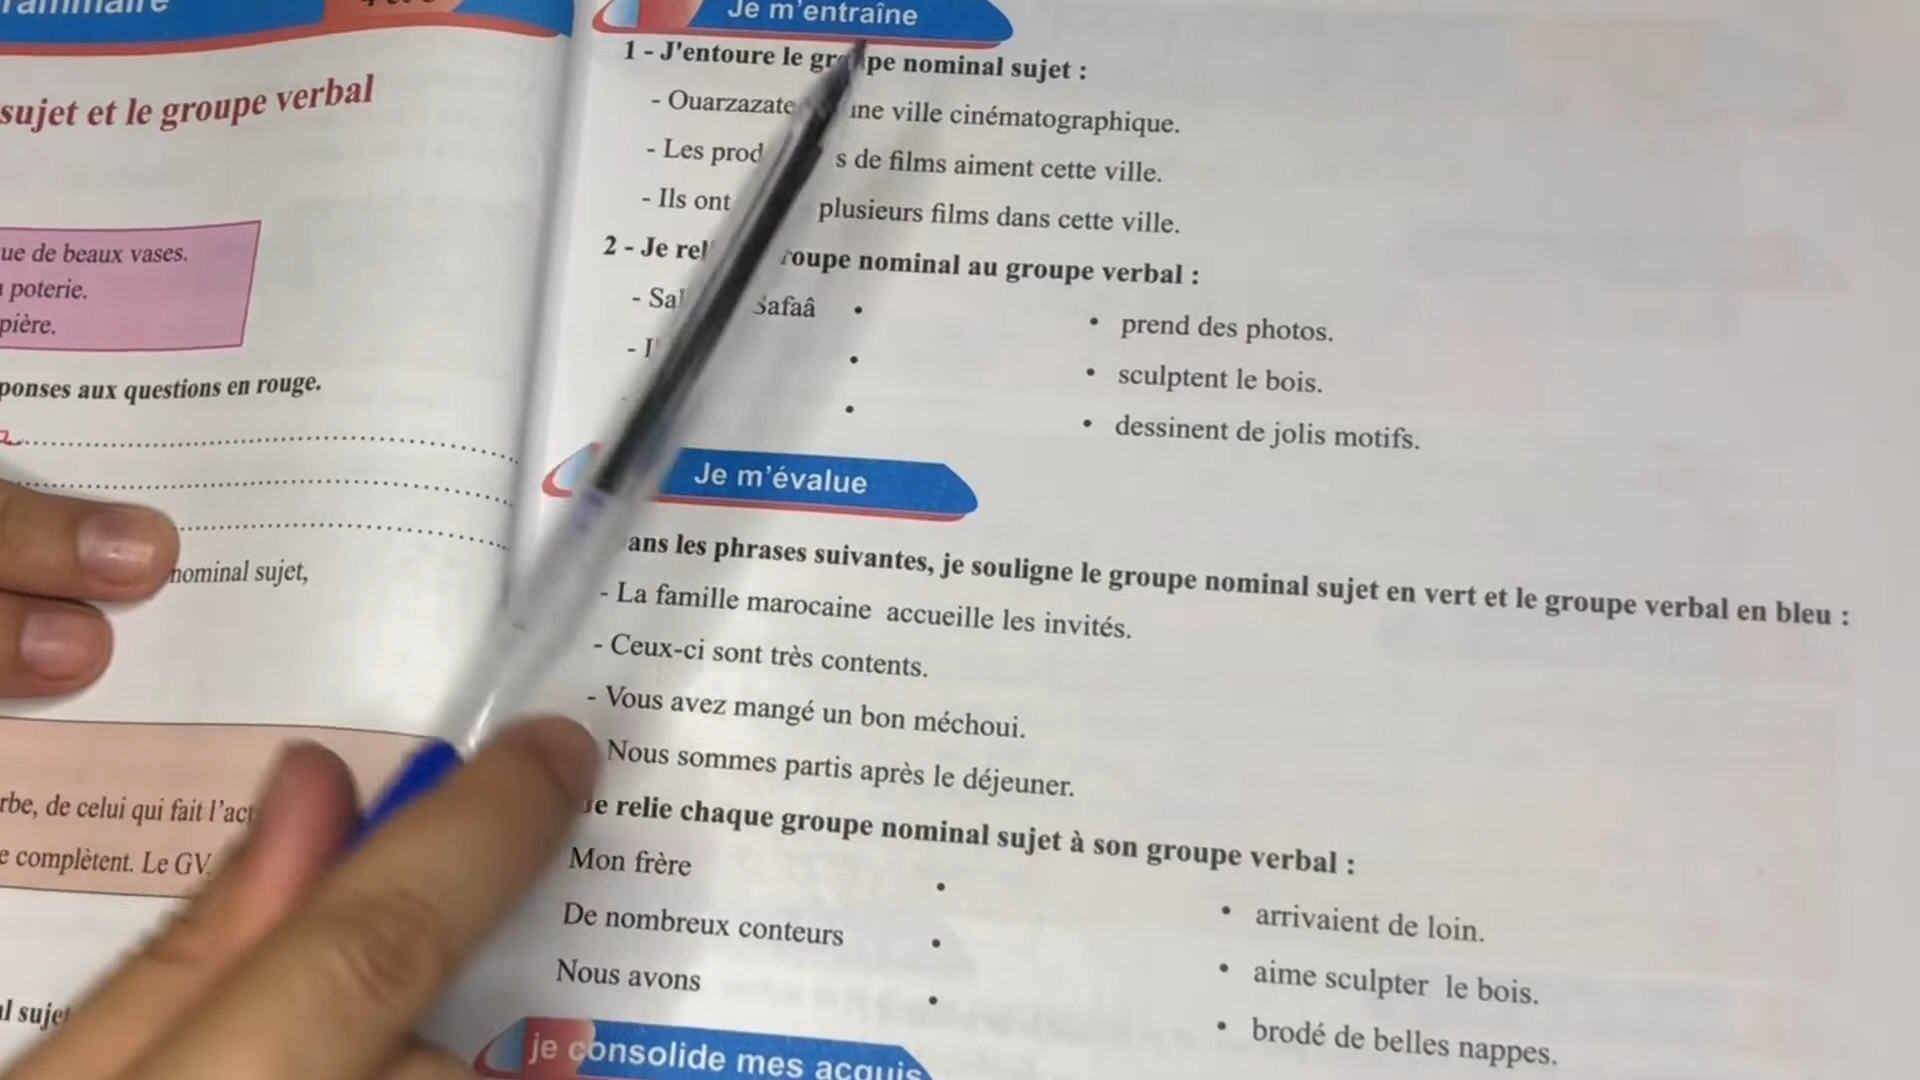 sujet et le groupe verbal
ue de beaux vases.
poterie.
pière.
ponses aux questions en rouge.
nominal sujet,
rbe, de celui qui fait l'act
e complètent. Le GV
l sujet
Je m'entraîne
1 - J'entoure le groupe nominal sujet :
- Ouarzazate une ville cinématographique.
- Les prod s de films aiment cette ville.
- Ils ont plusieurs films dans cette ville.
2 - Je rel roupe nominal au groupe verbal :
- Sal Safaâ • • prend des photos.
- • • sculptent le bois.
• • dessinent de jolis motifs.
Je m'évalue
ans les phrases suivantes, je souligne le groupe nominal sujet en vert et le groupe verbal en bleu :
- La famille marocaine accueille les invités.
- Ceux-ci sont très contents.
- Vous avez mangé un bon méchoui.
Nous sommes partis après le déjeuner.
Je relie chaque groupe nominal sujet à son groupe verbal :
Mon frère • • arrivaient de loin.
De nombreux conteurs • • aime sculpter le bois.
Nous avons • • brodé de belles nappes.
je consolide mes acquis